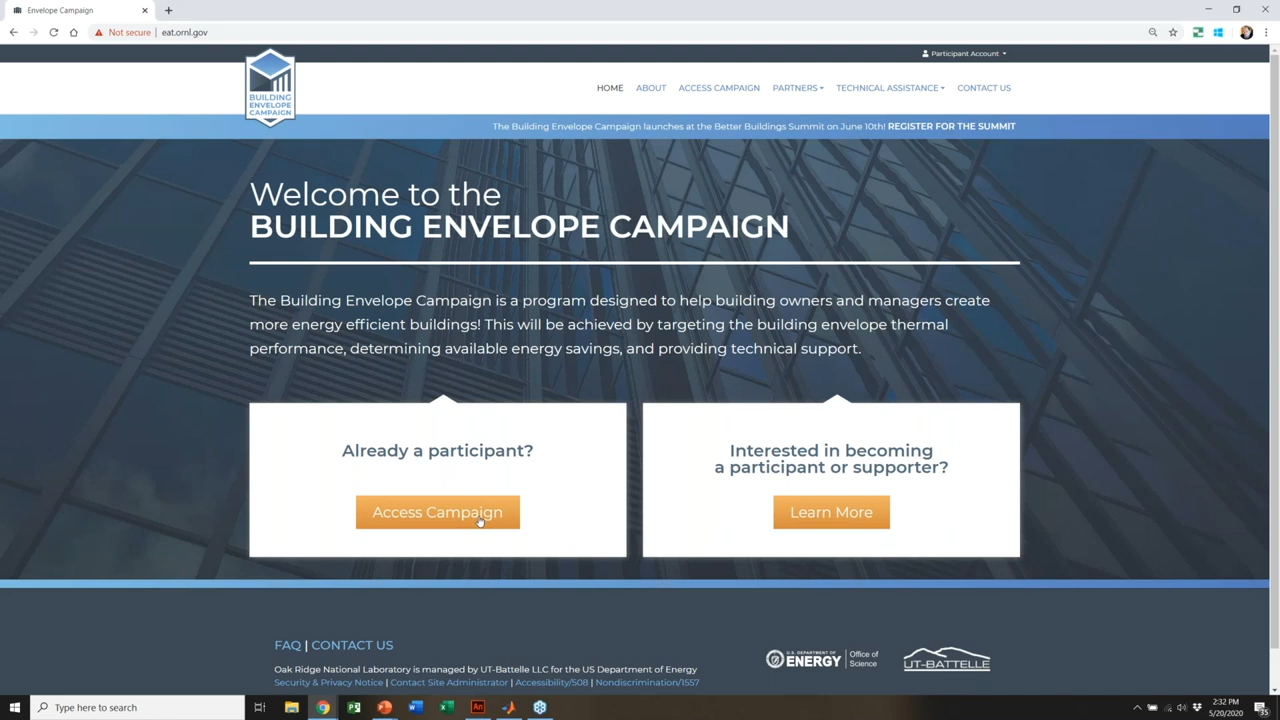 Envelope Campaign
Not secure | eat.ornl.gov
Participant Account
BUILDING
ENVELOPE
CAMPAIGN
HOME ABOUT ACCESS CAMPAIGN PARTNERS TECHNICAL ASSISTANCE CONTACT US
The Building Envelope Campaign launches at the Better Buildings Summit on June 10th! REGISTER FOR THE SUMMIT
Welcome to the
BUILDING ENVELOPE CAMPAIGN
The Building Envelope Campaign is a program designed to help building owners and managers create
more energy efficient buildings! This will be achieved by targeting the building envelope thermal
performance, determining available energy savings, and providing technical support.
Already a participant?
Access Campaign
Interested in becoming
a participant or supporter?
Learn More
FAQ | CONTACT US
Oak Ridge National Laboratory is managed by UT-Battelle LLC for the US Department of Energy
Security & Privacy Notice | Contact Site Administrator | Accessibility/508 | Nondiscrimination/1557
U.S. DEPARTMENT OF
ENERGY
Office of
Science
UT-BATTELLE
Type here to search
2:32 PM
5/20/2020
35